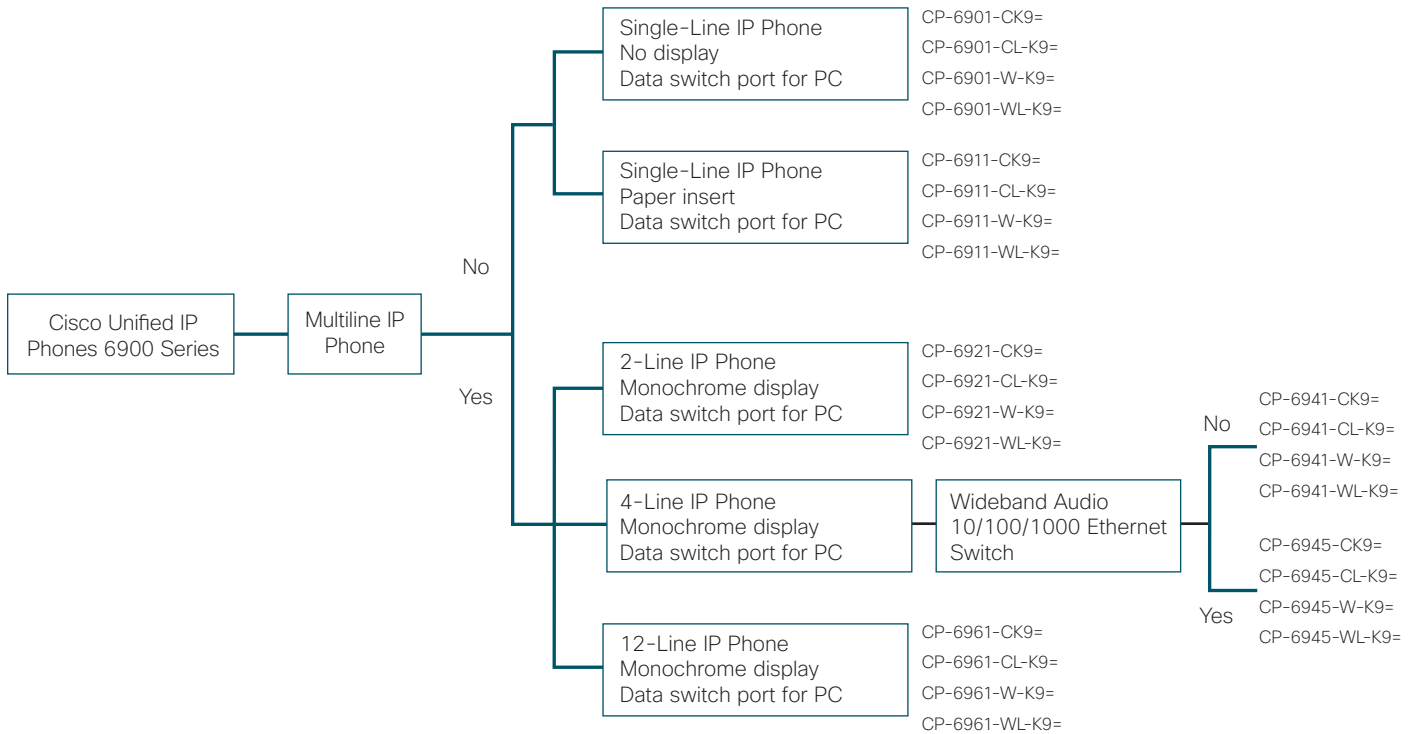 Cisco Unified IP
Phones 6900 Series
Multiline IP
Phone
No
Single-Line IP Phone
No display
Data switch port for PC
CP-6901-CK9=
CP-6901-CL-K9=
CP-6901-W-K9=
CP-6901-WL-K9=
Single-Line IP Phone
Paper insert
Data switch port for PC
CP-6911-CK9=
CP-6911-CL-K9=
CP-6911-W-K9=
CP-6911-WL-K9=
Yes
2-Line IP Phone
Monochrome display
Data switch port for PC
CP-6921-CK9=
CP-6921-CL-K9=
CP-6921-W-K9=
CP-6921-WL-K9=
4-Line IP Phone
Monochrome display
Data switch port for PC
Wideband Audio
10/100/1000 Ethernet
Switch
No
CP-6941-CK9=
CP-6941-CL-K9=
CP-6941-W-K9=
CP-6941-WL-K9=
Yes
CP-6945-CK9=
CP-6945-CL-K9=
CP-6945-W-K9=
CP-6945-WL-K9=
12-Line IP Phone
Monochrome display
Data switch port for PC
CP-6961-CK9=
CP-6961-CL-K9=
CP-6961-W-K9=
CP-6961-WL-K9=